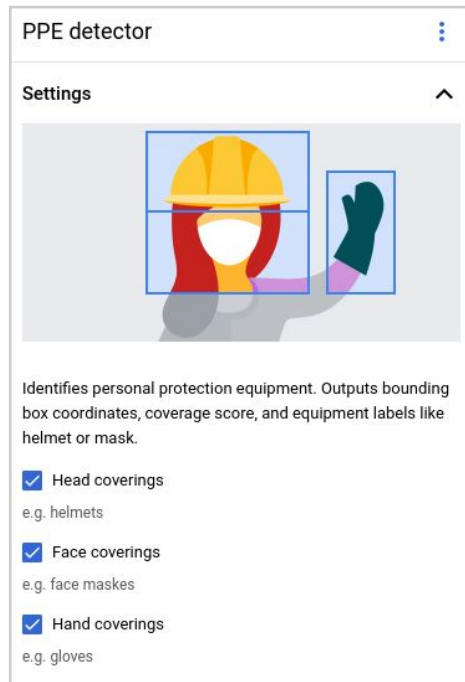 PPE detector
Settings
Identifies personal protection equipment. Outputs bounding
box coordinates, coverage score, and equipment labels like
helmet or mask.
Head coverings
e.g. helmets
Face coverings
e.g. face maskes
Hand coverings
e.g. gloves